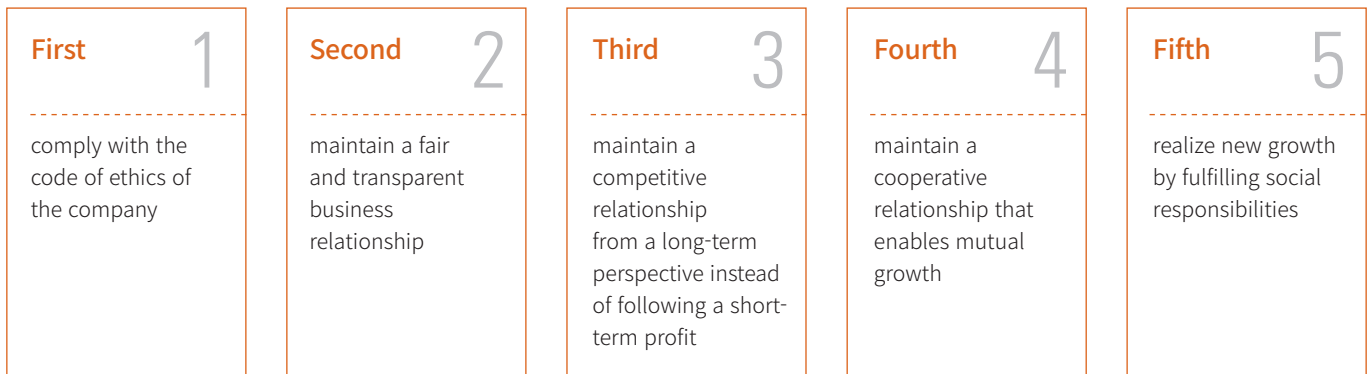 First 1
comply with the
code of ethics of
the company
Second 2
maintain a fair
and transparent
business
relationship
Third 3
maintain a
competitive
relationship
from a long-term
perspective instead
of following a short-
term profit
Fourth 4
maintain a
cooperative
relationship that
enables mutual
growth
Fifth 5
realize new growth
by fulfilling social
responsibilities